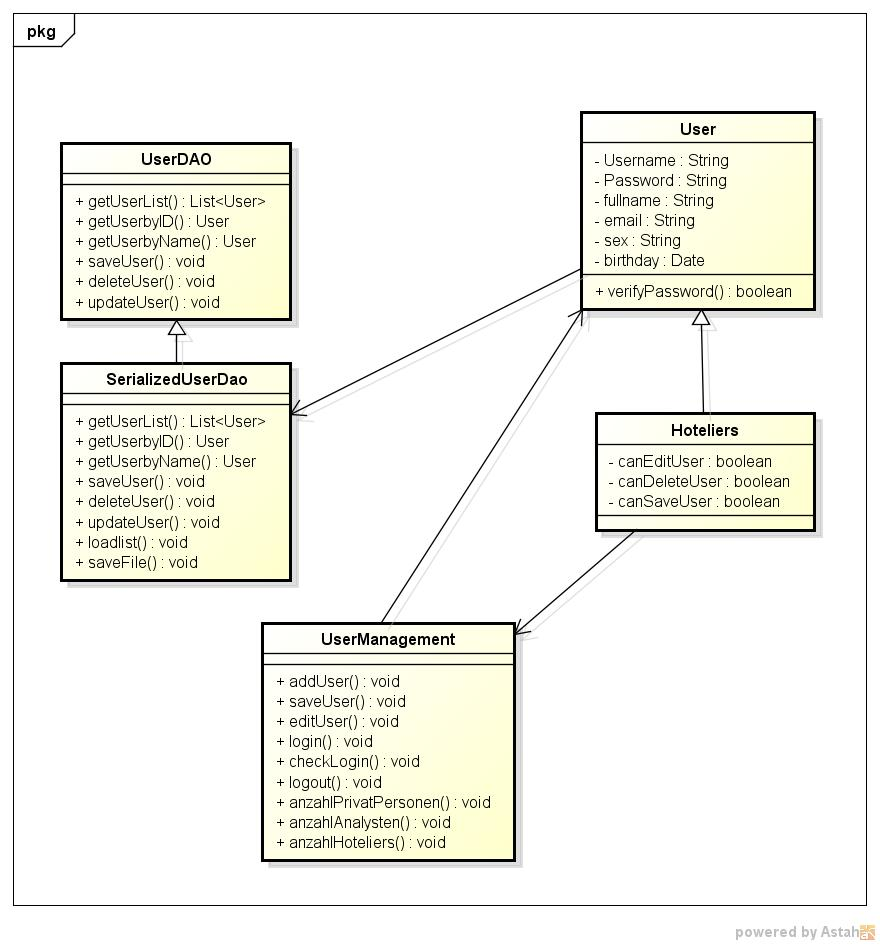 pkg
UserDAO
+ getUserList() : List<User>
+ getUserbyID() : User
+ getUserbyName() : User
+ saveUser() : void
+ deleteUser() : void
+ updateUser() : void
User
- Username : String
- Password : String
- fullname : String
- email : String
- sex : String
- birthday : Date
+ verifyPassword() : boolean
SerializedUserDao
+ getUserList() : List<User>
+ getUserbyID() : User
+ getUserbyName() : User
+ saveUser() : void
+ deleteUser() : void
+ updateUser() : void
+ loadlist() : void
+ saveFile() : void
Hoteliers
- canEditUser : boolean
- canDeleteUser : boolean
- canSaveUser : boolean
UserManagement
+ addUser() : void
+ saveUser() : void
+ editUser() : void
+ login() : void
+ checkLogin() : void
+ logout() : void
+ anzahlPrivatPersonen() : void
+ anzahlAnalysten() : void
+ anzahlHoteliers() : void
powered by Astah